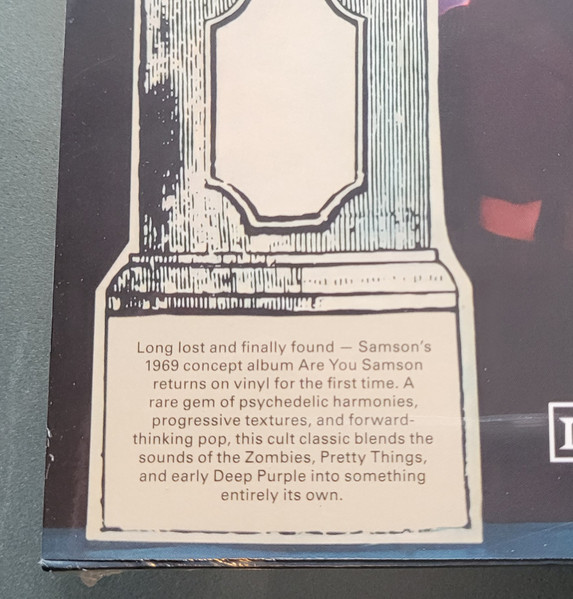 Long lost and finally found — Samson's
1969 concept album Are You Samson
returns on vinyl for the first time. A
rare gem of psychedelic harmonies,
progressive textures, and forward-
thinking pop, this cult classic blends the
sounds of the Zombies, Pretty Things,
and early Deep Purple into something
entirely its own.